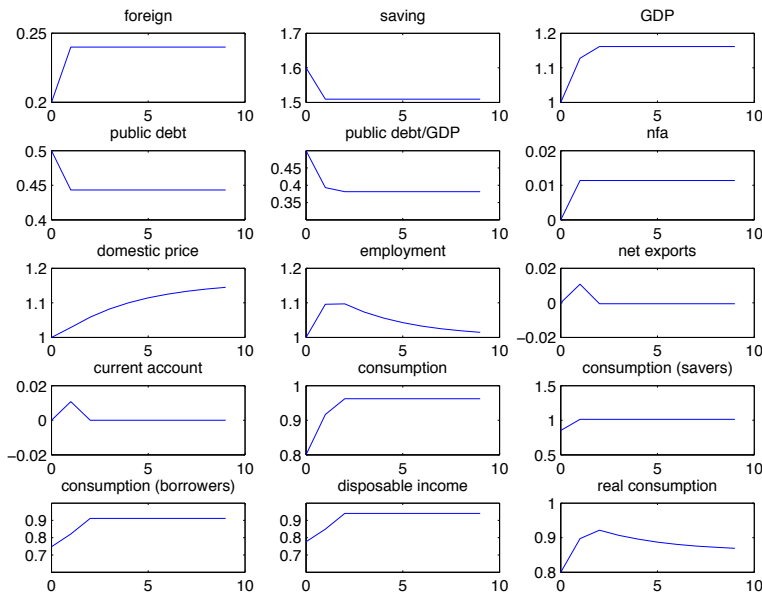 foreign saving GDP
0.25 1.7 1.2
1.6 1.1
0.2 1.5 1
0 5 10 0 5 10 0 5 10
public debt public debt/GDP nfa
0.5 0.45 0.02
0.45 0.4 0.01
0.4 0.35 0
0 5 10 0 5 10 0 5 10
domestic price employment net exports
1.2 1.2 0.02
1.1 1.1 0
1 1 −0.02
0 5 10 0 5 10 0 5 10
current account consumption consumption (savers)
0.02 1 1.5
0 0.9 1
−0.02 0.8 0.5
0 5 10 0 5 10 0 5 10
consumption (borrowers) disposable income real consumption
0.9 0.9 1
0.8 0.8 0.9
0.7 0.7 0.8
0 5 10 0 5 10 0 5 10